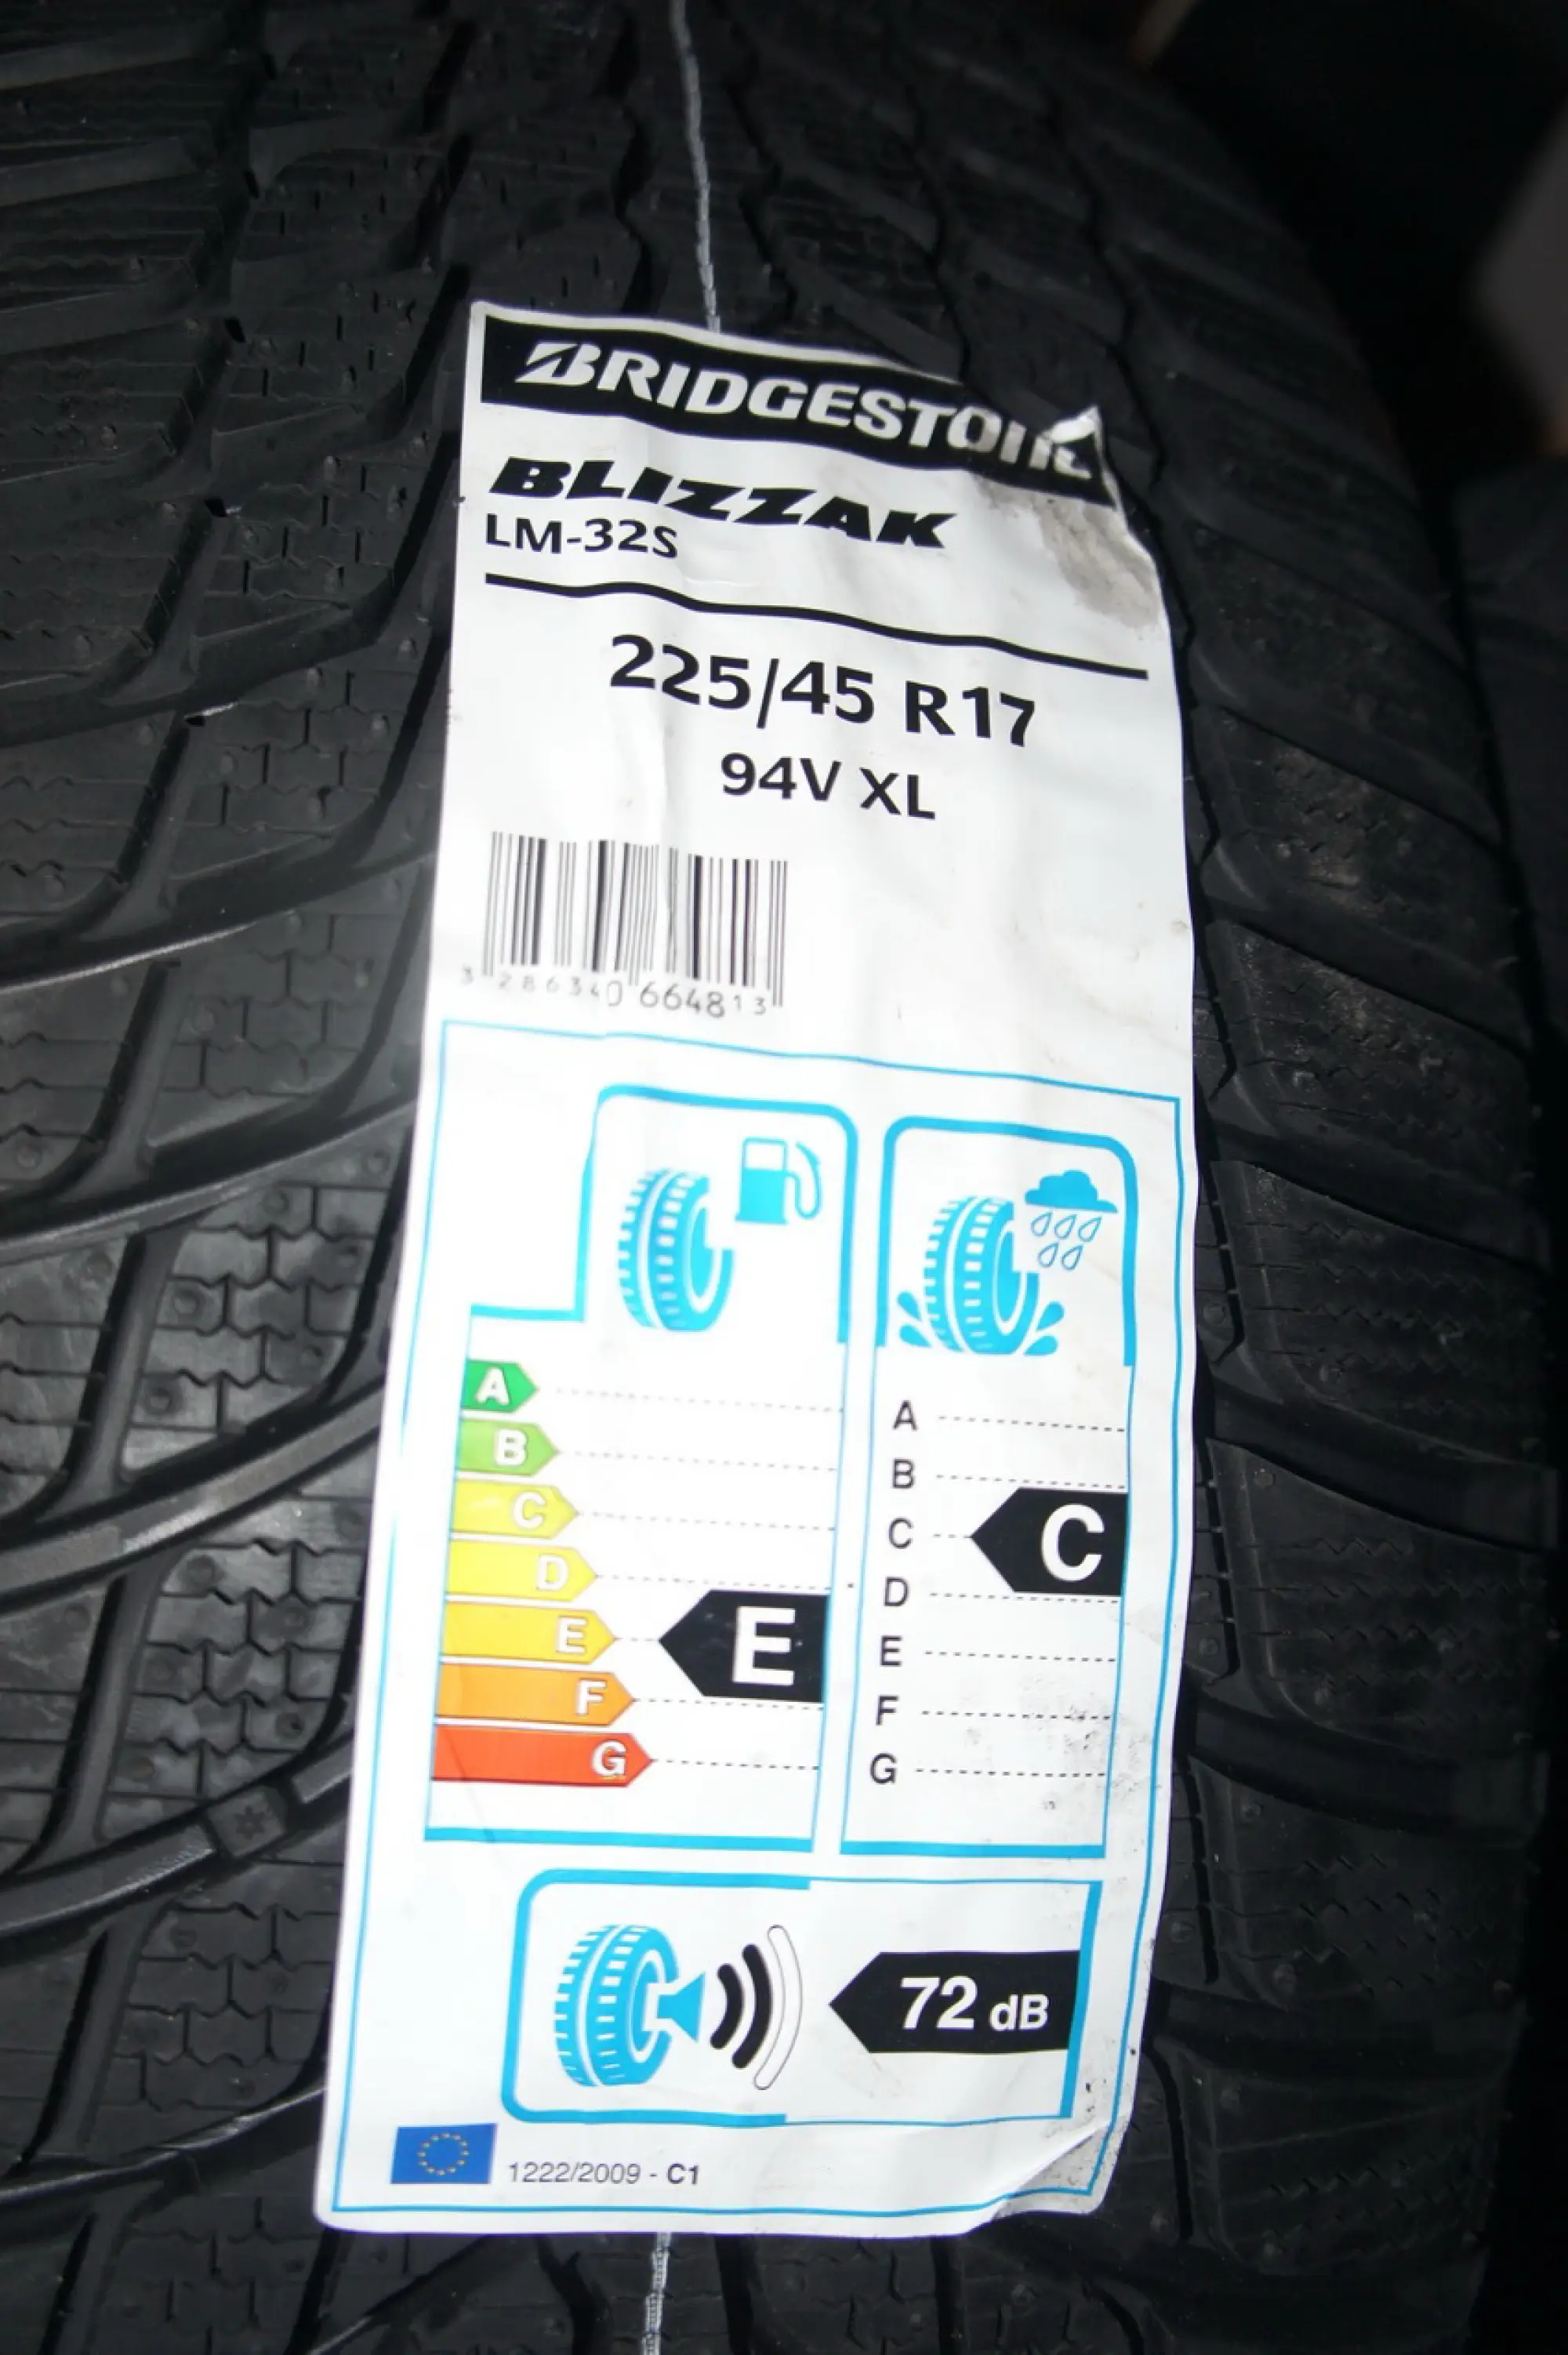 BRIDGESTONE
BLIZZAK
LM-32S
225/45 R17
94V XL
3 286340 664813
A
B
C
D
E
F
G
E
A
B
C
D
E
F
G
C
72 dB
1222/2009 - C1